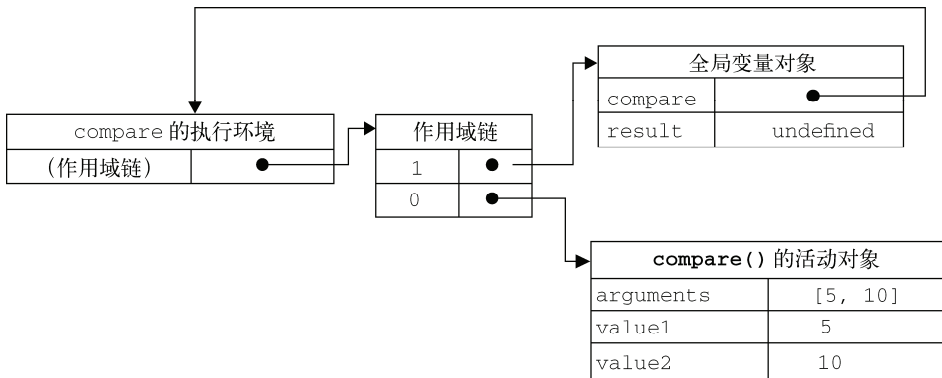 全局变量对象
compare
result undefined
compare 的执行环境
(作用域链)
作用域链
1
0
compare() 的活动对象
arguments [5, 10]
value1 5
value2 10